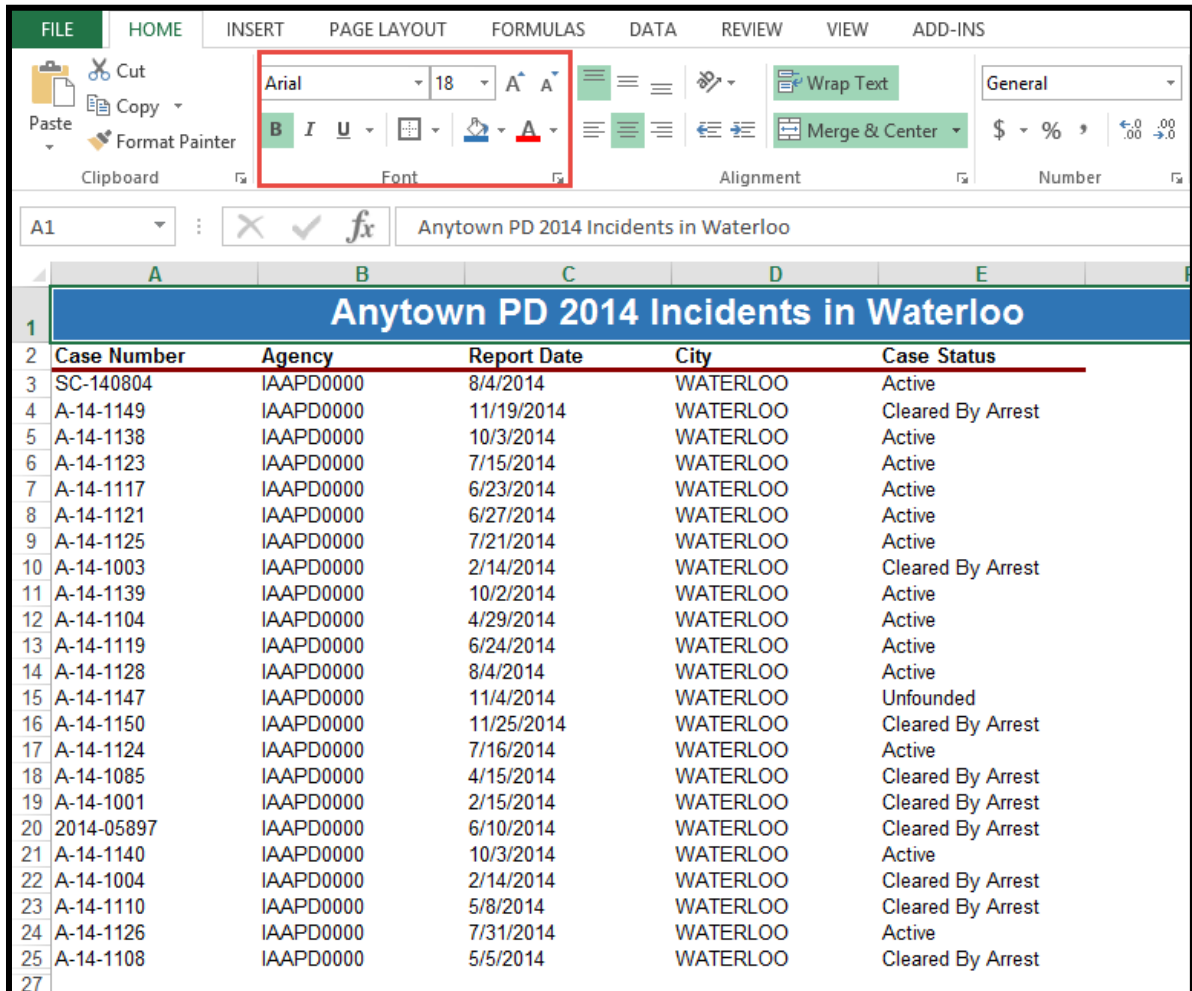 FILE HOME INSERT PAGE LAYOUT FORMULAS DATA REVIEW VIEW ADD-INS
Paste
Cut
Copy
Format Painter
Clipboard
Arial 18 A A
B I U A
Font
Wrap Text
Merge & Center
Alignment
General
$ % , .0 .00 .00 .0
Number
A1 fx Anytown PD 2014 Incidents in Waterloo
A B C D E
1 Anytown PD 2014 Incidents in Waterloo
2 Case Number Agency Report Date City Case Status
3 SC-140804 IAAPD0000 8/4/2014 WATERLOO Active
4 A-14-1149 IAAPD0000 11/19/2014 WATERLOO Cleared By Arrest
5 A-14-1138 IAAPD0000 10/3/2014 WATERLOO Active
6 A-14-1123 IAAPD0000 7/15/2014 WATERLOO Active
7 A-14-1117 IAAPD0000 6/23/2014 WATERLOO Active
8 A-14-1121 IAAPD0000 6/27/2014 WATERLOO Active
9 A-14-1125 IAAPD0000 7/21/2014 WATERLOO Active
10 A-14-1003 IAAPD0000 2/14/2014 WATERLOO Cleared By Arrest
11 A-14-1139 IAAPD0000 10/2/2014 WATERLOO Active
12 A-14-1104 IAAPD0000 4/29/2014 WATERLOO Active
13 A-14-1119 IAAPD0000 6/24/2014 WATERLOO Active
14 A-14-1128 IAAPD0000 8/4/2014 WATERLOO Active
15 A-14-1147 IAAPD0000 11/4/2014 WATERLOO Unfounded
16 A-14-1150 IAAPD0000 11/25/2014 WATERLOO Cleared By Arrest
17 A-14-1124 IAAPD0000 7/16/2014 WATERLOO Active
18 A-14-1085 IAAPD0000 4/15/2014 WATERLOO Cleared By Arrest
19 A-14-1001 IAAPD0000 2/15/2014 WATERLOO Cleared By Arrest
20 2014-05897 IAAPD0000 6/10/2014 WATERLOO Cleared By Arrest
21 A-14-1140 IAAPD0000 10/3/2014 WATERLOO Active
22 A-14-1004 IAAPD0000 2/14/2014 WATERLOO Cleared By Arrest
23 A-14-1110 IAAPD0000 5/8/2014 WATERLOO Cleared By Arrest
24 A-14-1126 IAAPD0000 7/31/2014 WATERLOO Active
25 A-14-1108 IAAPD0000 5/5/2014 WATERLOO Cleared By Arrest
27